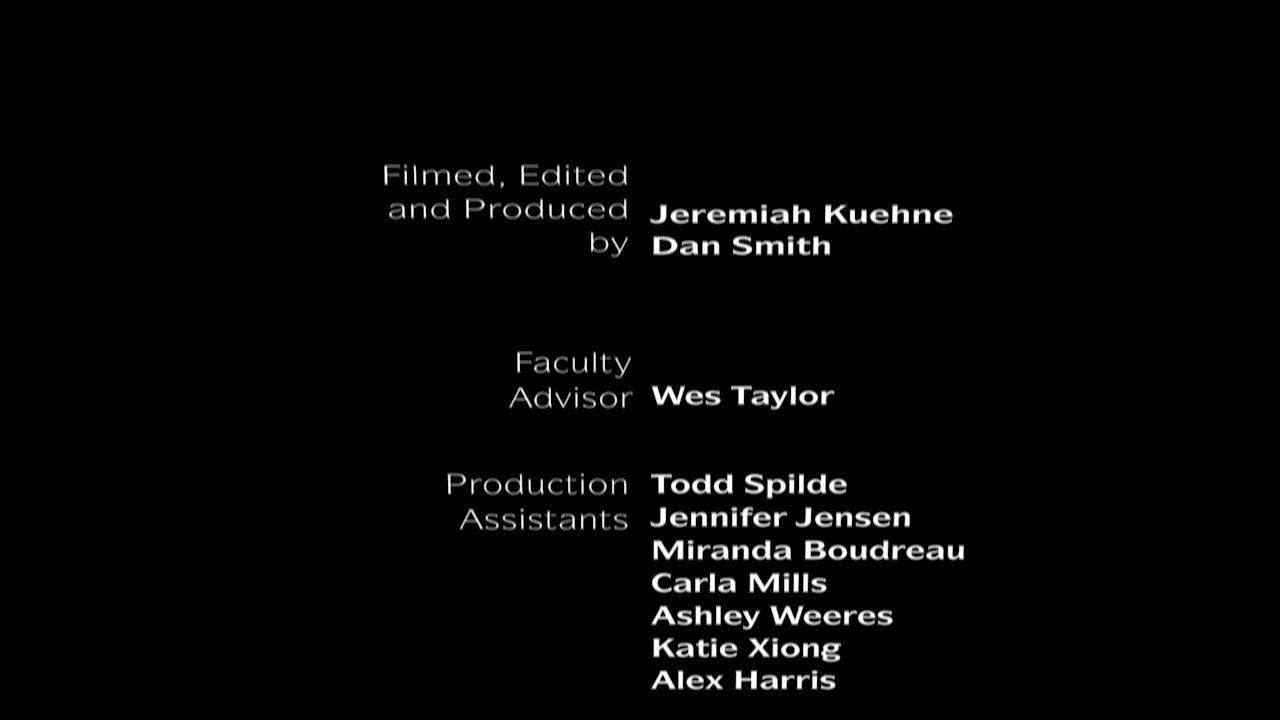 Filmed, Edited
and Produced
by
Jeremiah Kuehne
Dan Smith
Faculty
Advisor
Wes Taylor
Production
Assistants
Todd Spilde
Jennifer Jensen
Miranda Boudreau
Carla Mills
Ashley Weeres
Katie Xiong
Alex Harris